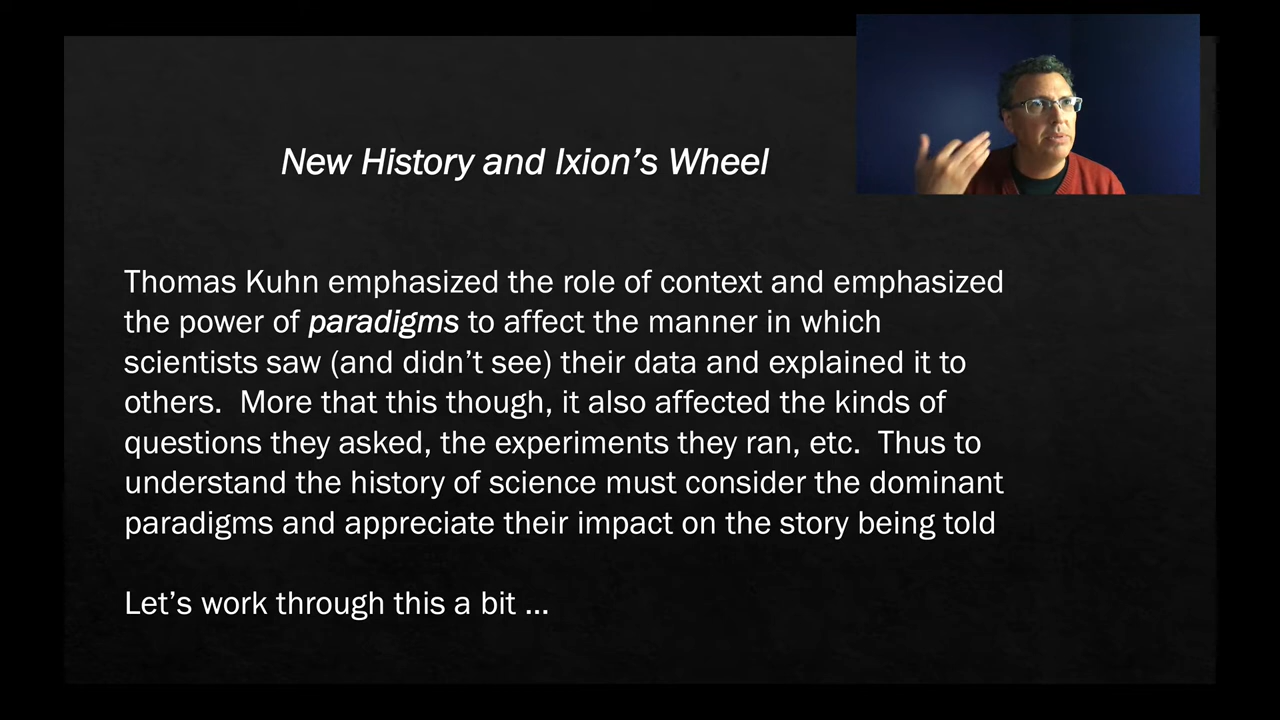 New History and Ixion’s Wheel
Thomas Kuhn emphasized the role of context and emphasized
the power of paradigms to affect the manner in which
scientists saw (and didn’t see) their data and explained it to
others.  More that this though, it also affected the kinds of
questions they asked, the experiments they ran, etc.  Thus to
understand the history of science must consider the dominant
paradigms and appreciate their impact on the story being told
Let’s work through this a bit ...